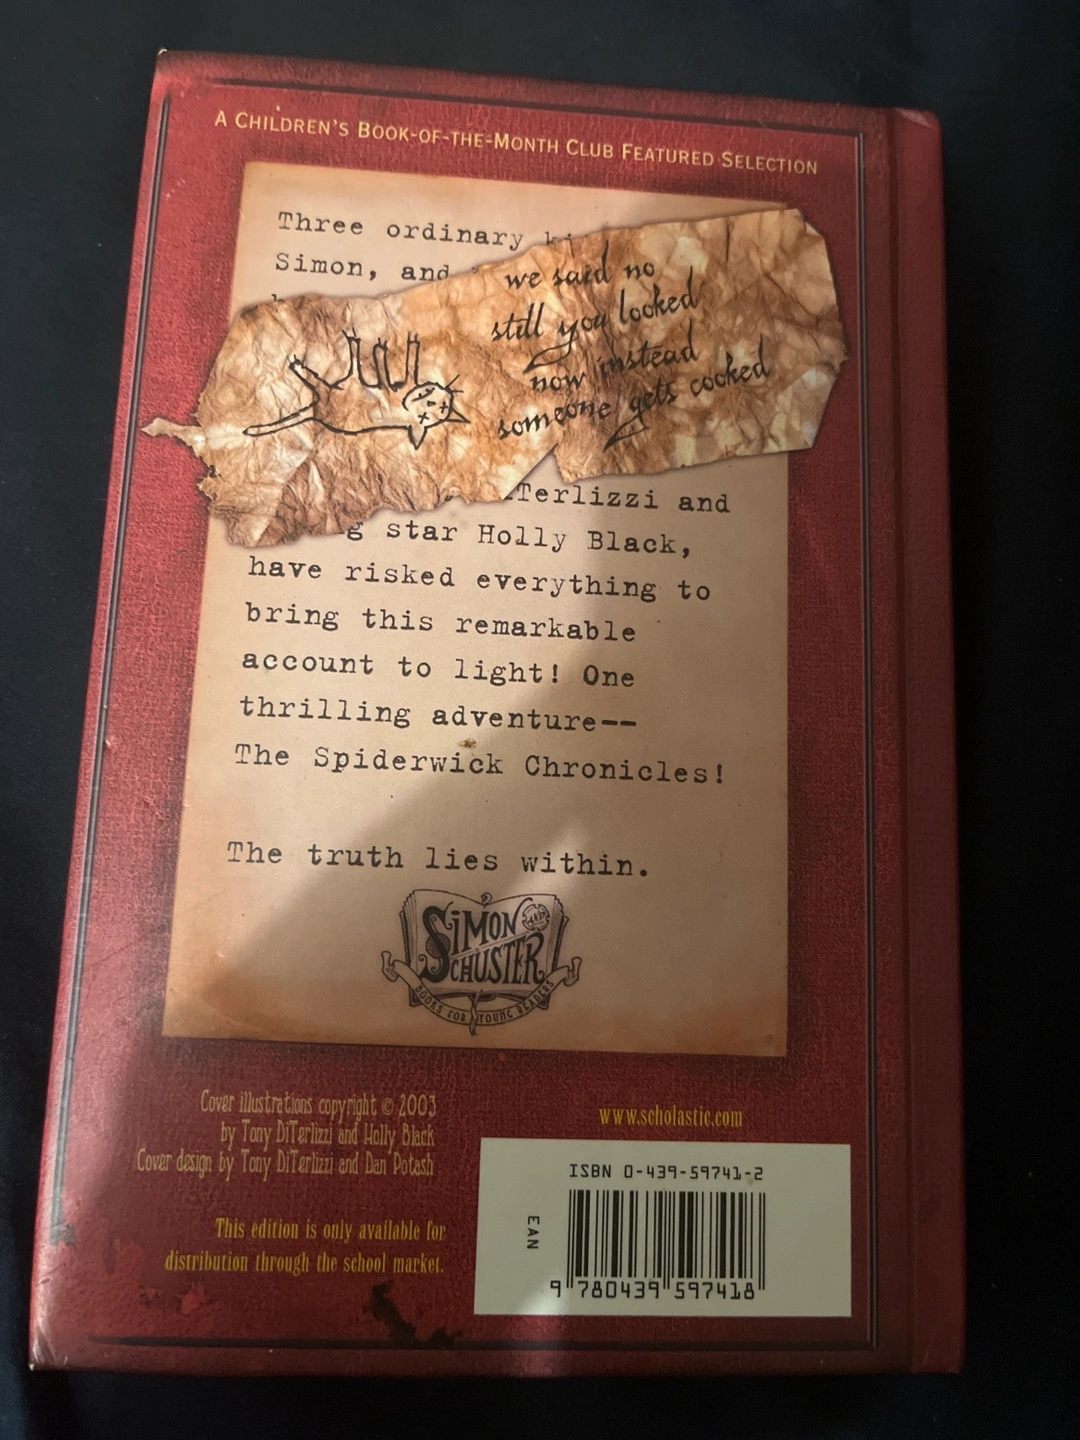 A CHILDREN'S BOOK-OF-THE-MONTH CLUB FEATURED SELECTION
Three ordinary
Simon, and
we said no
still you looked
now instead
someone gets cooked
Terlizzi and
star Holly Black,
have risked everything to
bring this remarkable
account to light! One
thrilling adventure--
The Spiderwick Chronicles!
The truth lies within.
SIMON AND
SCHUSTER
BOOKS FOR YOUNG READERS
Cover illustrations copyright © 2003
by Tony DiTerlizzi and Holly Black
Cover design by Tony DiTerlizzi and Dan Potash
This edition is only available for
distribution through the school market.
www.scholastic.com
ISBN 0-439-59741-2
EAN
9 780439 597418